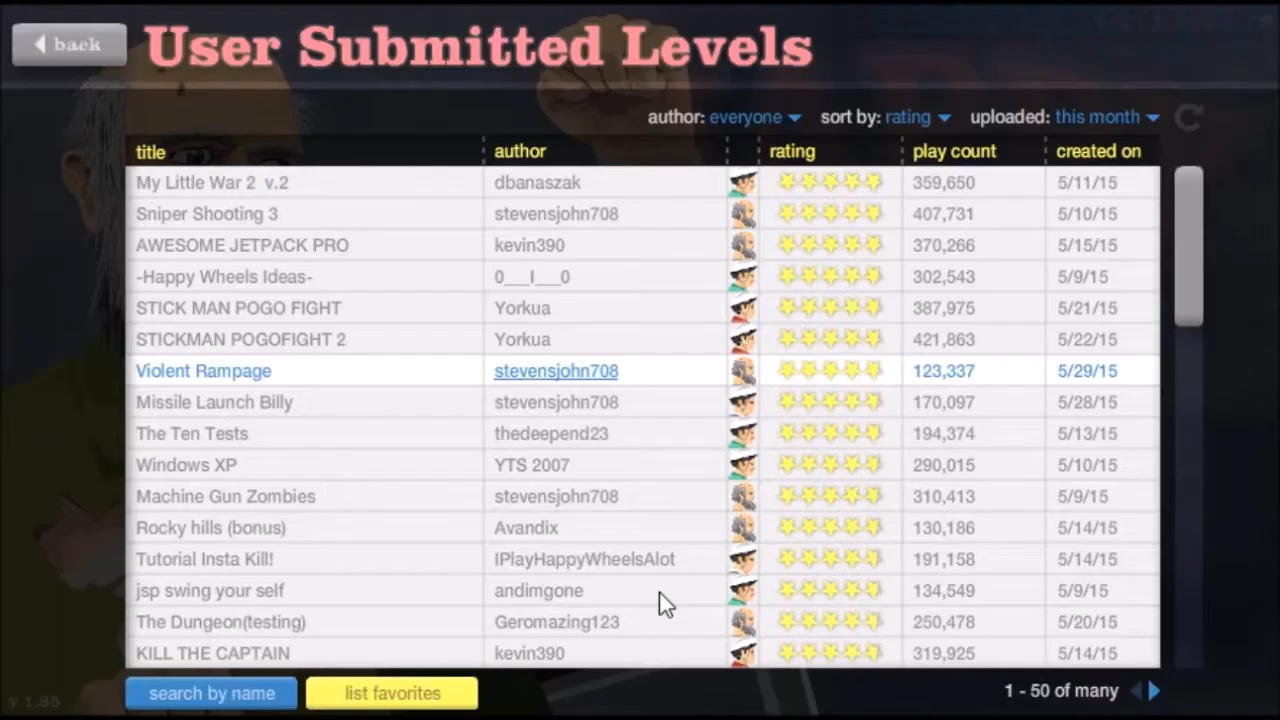 back
User Submitted Levels
author: everyone sort by: rating uploaded: this month
title author rating play count created on
My Little War 2 v.2 dbanaszak 359,650 5/11/15
Sniper Shooting 3 stevensjohn708 407,731 5/10/15
AWESOME JETPACK PRO kevin390 370,266 5/15/15
-Happy Wheels Ideas- 0___I___0 302,543 5/9/15
STICK MAN POGO FIGHT Yorkua 387,975 5/21/15
STICKMAN POGOFIGHT 2 Yorkua 421,863 5/22/15
Violent Rampage stevensjohn708 123,337 5/29/15
Missile Launch Billy stevensjohn708 170,097 5/28/15
The Ten Tests thedeepend23 194,374 5/13/15
Windows XP YTS 2007 290,015 5/10/15
Machine Gun Zombies stevensjohn708 310,413 5/9/15
Rocky hills (bonus) Avandix 130,186 5/14/15
Tutorial Insta Kill! IPlayHappyWheelsAlot 191,158 5/14/15
jsp swing your self andimgone 134,549 5/9/15
The Dungeon(testing) Geromazing123 250,478 5/20/15
KILL THE CAPTAIN kevin390 319,925 5/14/15
search by name list favorites 1 - 50 of many
v 1.85